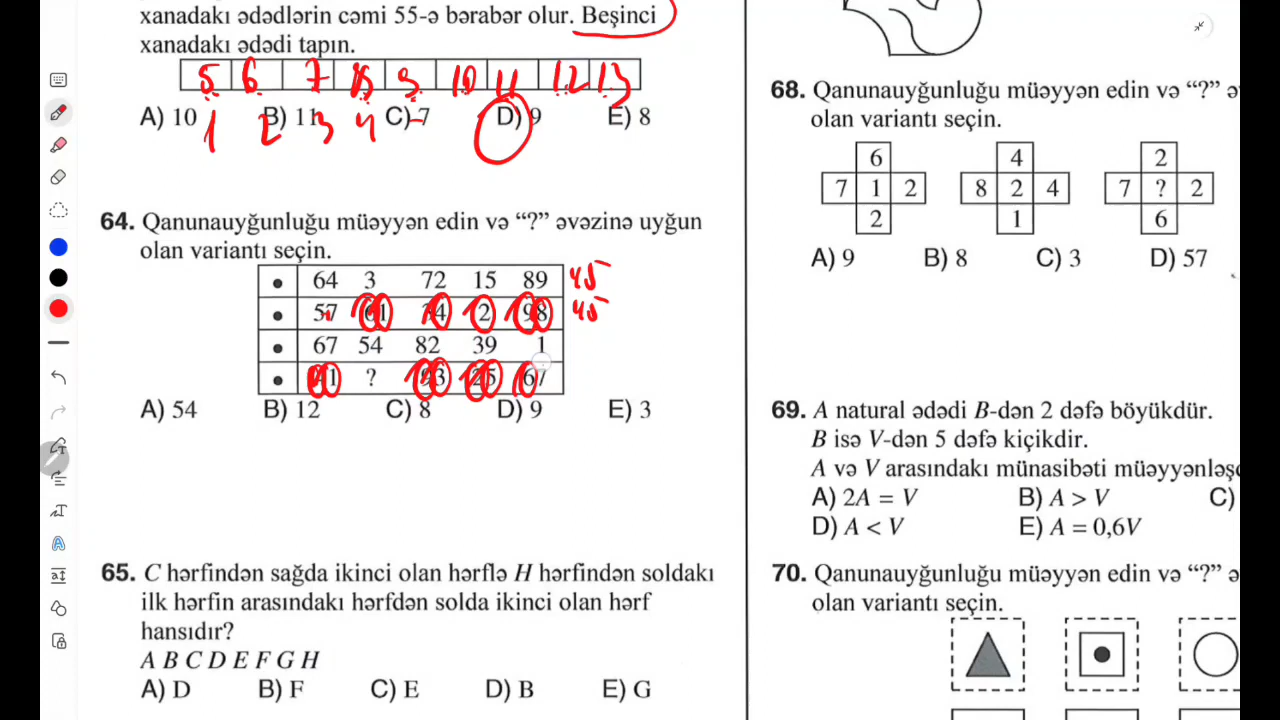 xanadakı ədədlərin cəmi 55-ə bərabər olur. Beşinci
xanadakı ədədi tapın.
5 6 7 8 9 10 11 12 13
A) 10 B) 11 C) 7 D) 9 E) 8
1 2 3 4
64. Qanunauyğunluğu müəyyən edin və “?” əvəzinə uyğun
olan variantı seçin.
• 64 3 72 15 89 45
• 57 61 34 2 98 45
• 67 54 82 39 1
• ? 93 25 67
A) 54 B) 12 C) 8 D) 9 E) 3
65. C hərfindən sağda ikinci olan hərflə H hərfindən soldakı
ilk hərfin arasındakı hərfdən solda ikinci olan hərf
hansıdır?
A B C D E F G H
A) D B) F C) E D) B E) G
68. Qanunauyğunluğu müəyyən edin və “?” ə
olan variantı seçin.
6 4 2
7 1 2 8 2 4 7 ? 2
2 1 6
A) 9 B) 8 C) 3 D) 57
69. A natural ədədi B-dən 2 dəfə böyükdür.
B isə V-dən 5 dəfə kiçikdir.
A və V arasındakı münasibəti müəyyənləş
A) 2A = V B) A > V C)
D) A < V E) A = 0,6V
70. Qanunauyğunluğu müəyyən edin və “?” ə
olan variantı seçin.